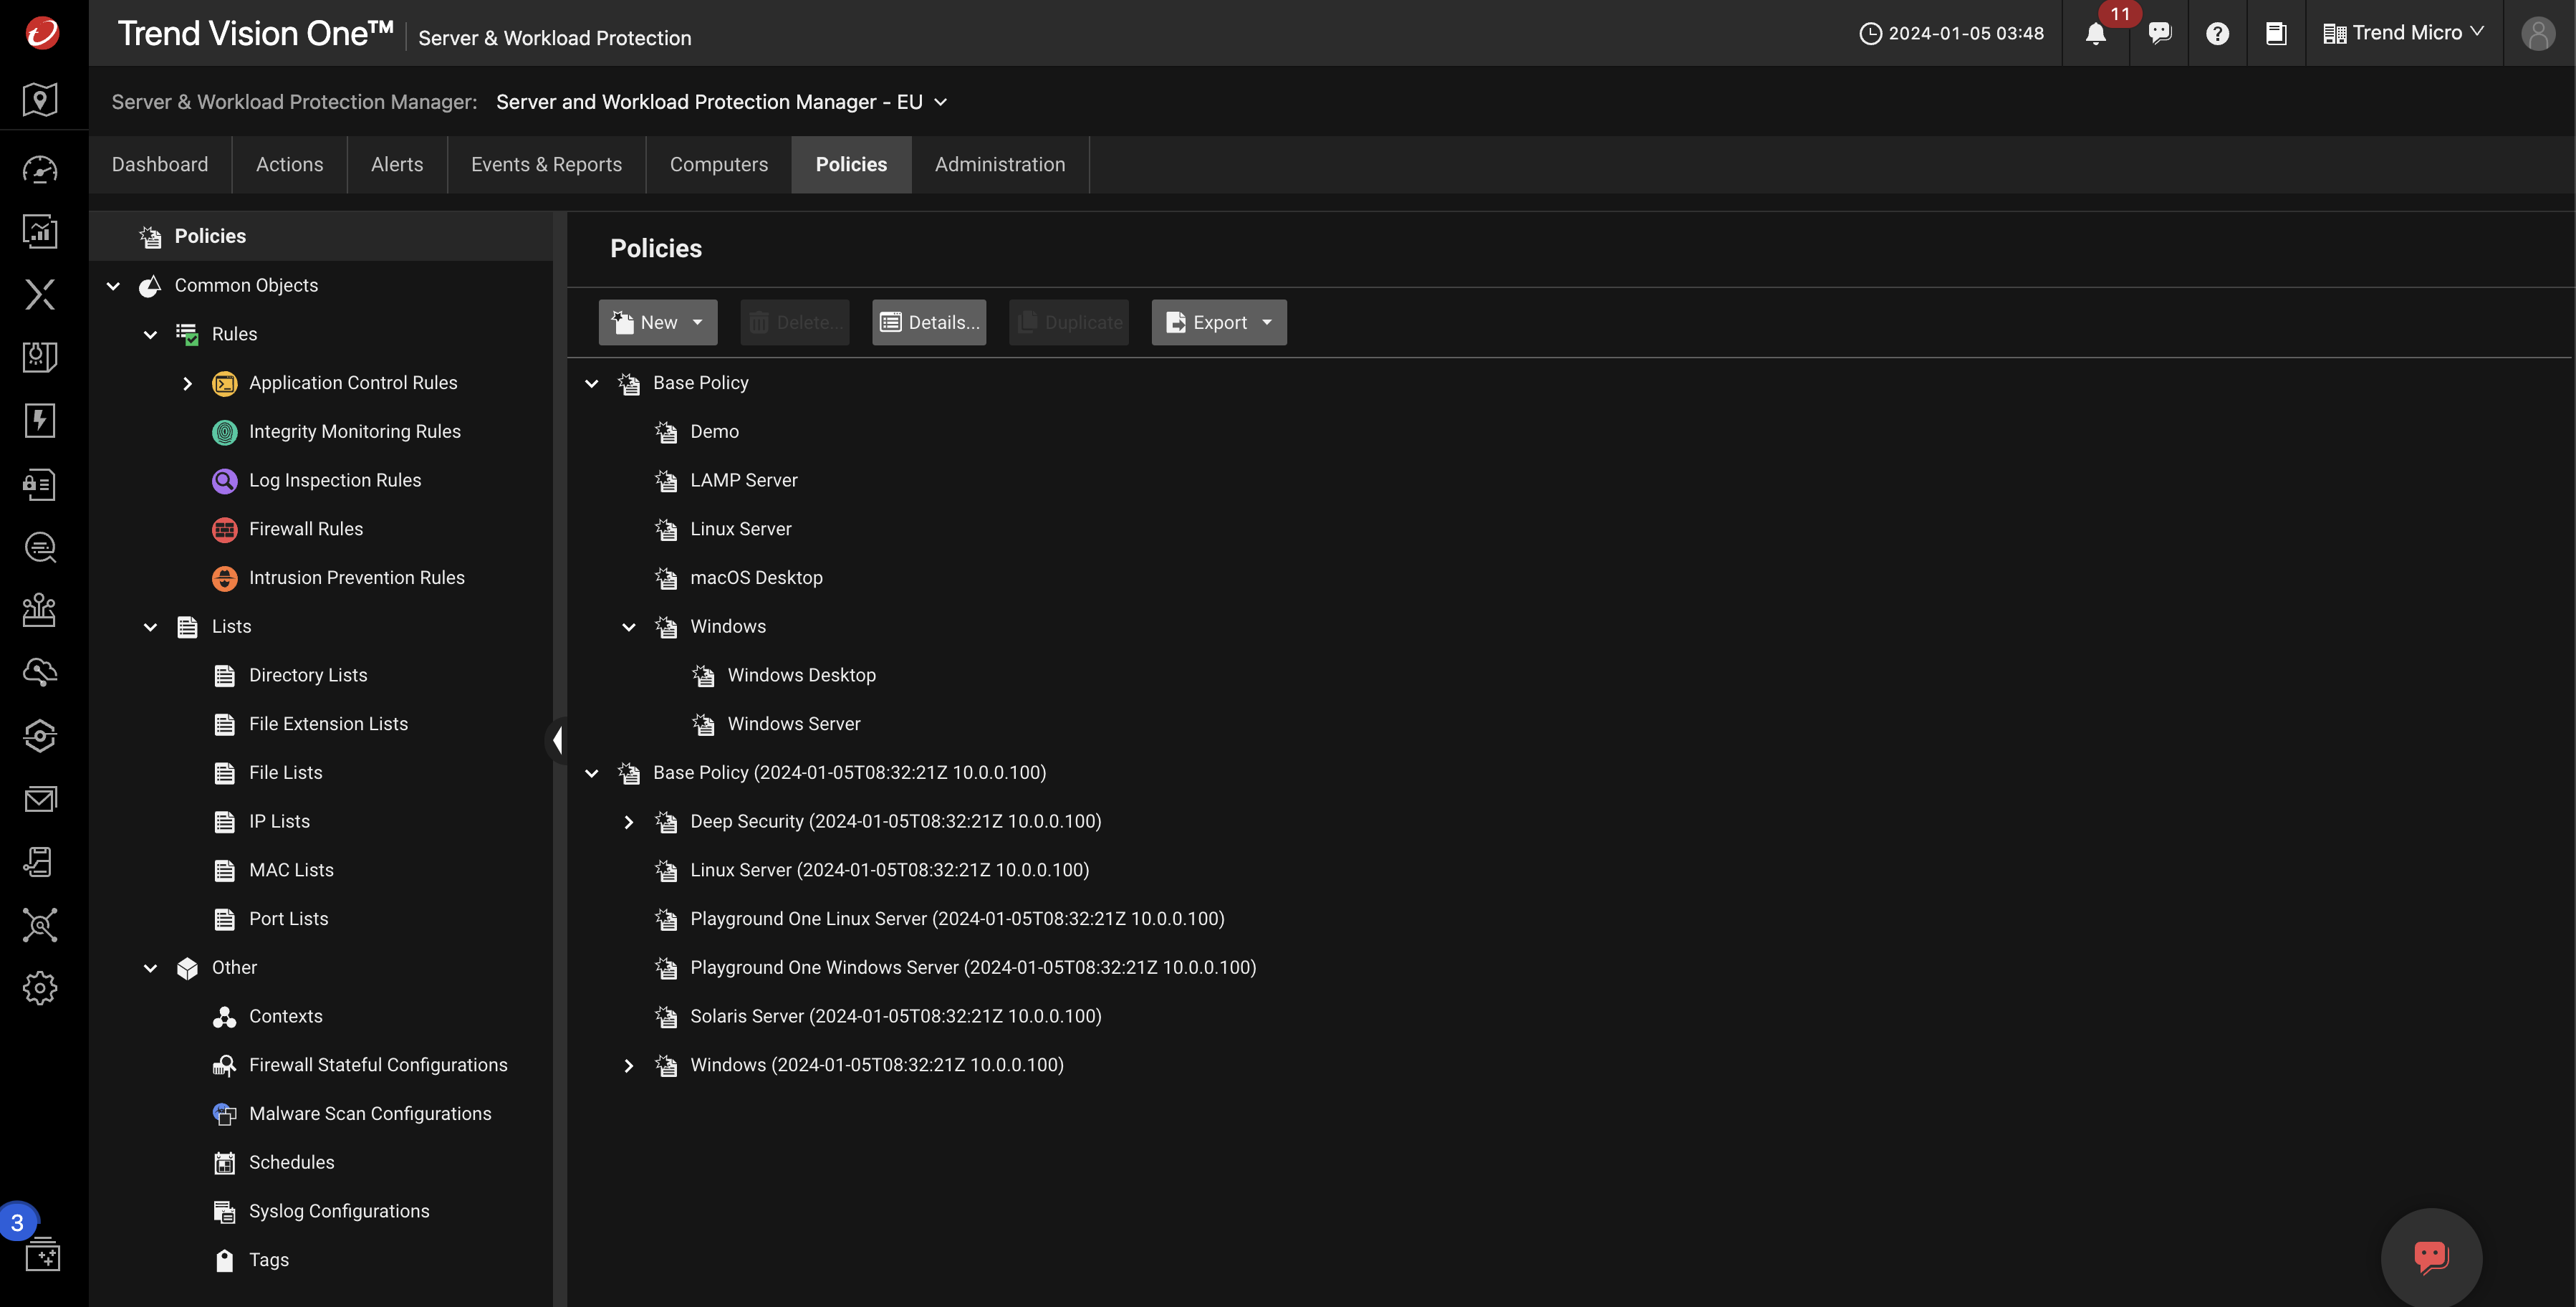 Trend Vision One™ Server & Workload Protection
2024-01-05 03:48
11
Trend Micro
Server & Workload Protection Manager: Server and Workload Protection Manager - EU
Dashboard
Actions
Alerts
Events & Reports
Computers
Policies
Administration
Policies
Common Objects
Rules
Application Control Rules
Integrity Monitoring Rules
Log Inspection Rules
Firewall Rules
Intrusion Prevention Rules
Lists
Directory Lists
File Extension Lists
File Lists
IP Lists
MAC Lists
Port Lists
Other
Contexts
Firewall Stateful Configurations
Malware Scan Configurations
Schedules
Syslog Configurations
Tags
3
Policies
New
Delete...
Details...
Duplicate
Export
Base Policy
Demo
LAMP Server
Linux Server
macOS Desktop
Windows
Windows Desktop
Windows Server
Base Policy (2024-01-05T08:32:21Z 10.0.0.100)
Deep Security (2024-01-05T08:32:21Z 10.0.0.100)
Linux Server (2024-01-05T08:32:21Z 10.0.0.100)
Playground One Linux Server (2024-01-05T08:32:21Z 10.0.0.100)
Playground One Windows Server (2024-01-05T08:32:21Z 10.0.0.100)
Solaris Server (2024-01-05T08:32:21Z 10.0.0.100)
Windows (2024-01-05T08:32:21Z 10.0.0.100)